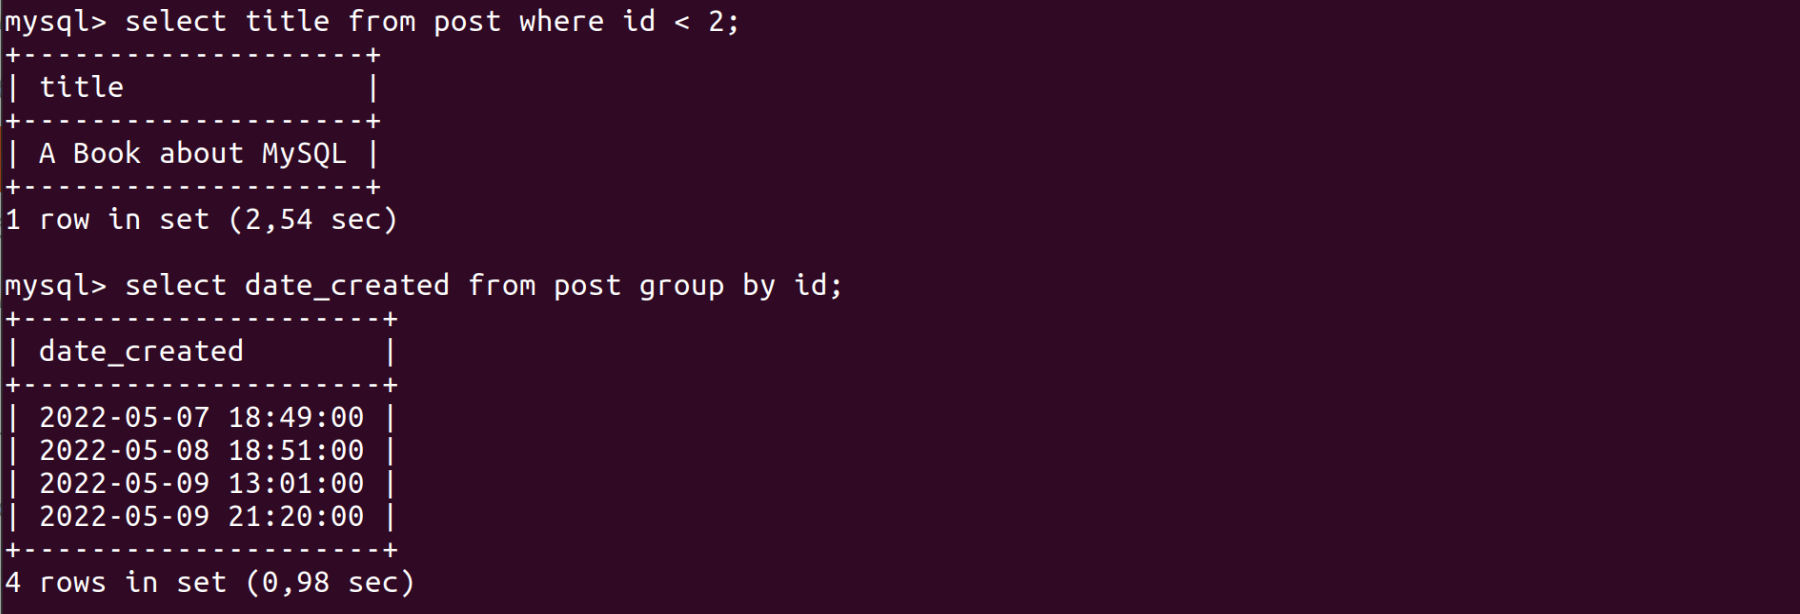 mysql> select title from post where id < 2;
+--------------------+
| title              |
+--------------------+
| A Book about MySQL |
+--------------------+
1 row in set (2,54 sec)

mysql> select date_created from post group by id;
+---------------------+
| date_created        |
+---------------------+
| 2022-05-07 18:49:00 |
| 2022-05-08 18:51:00 |
| 2022-05-09 13:01:00 |
| 2022-05-09 21:20:00 |
+---------------------+
4 rows in set (0,98 sec)